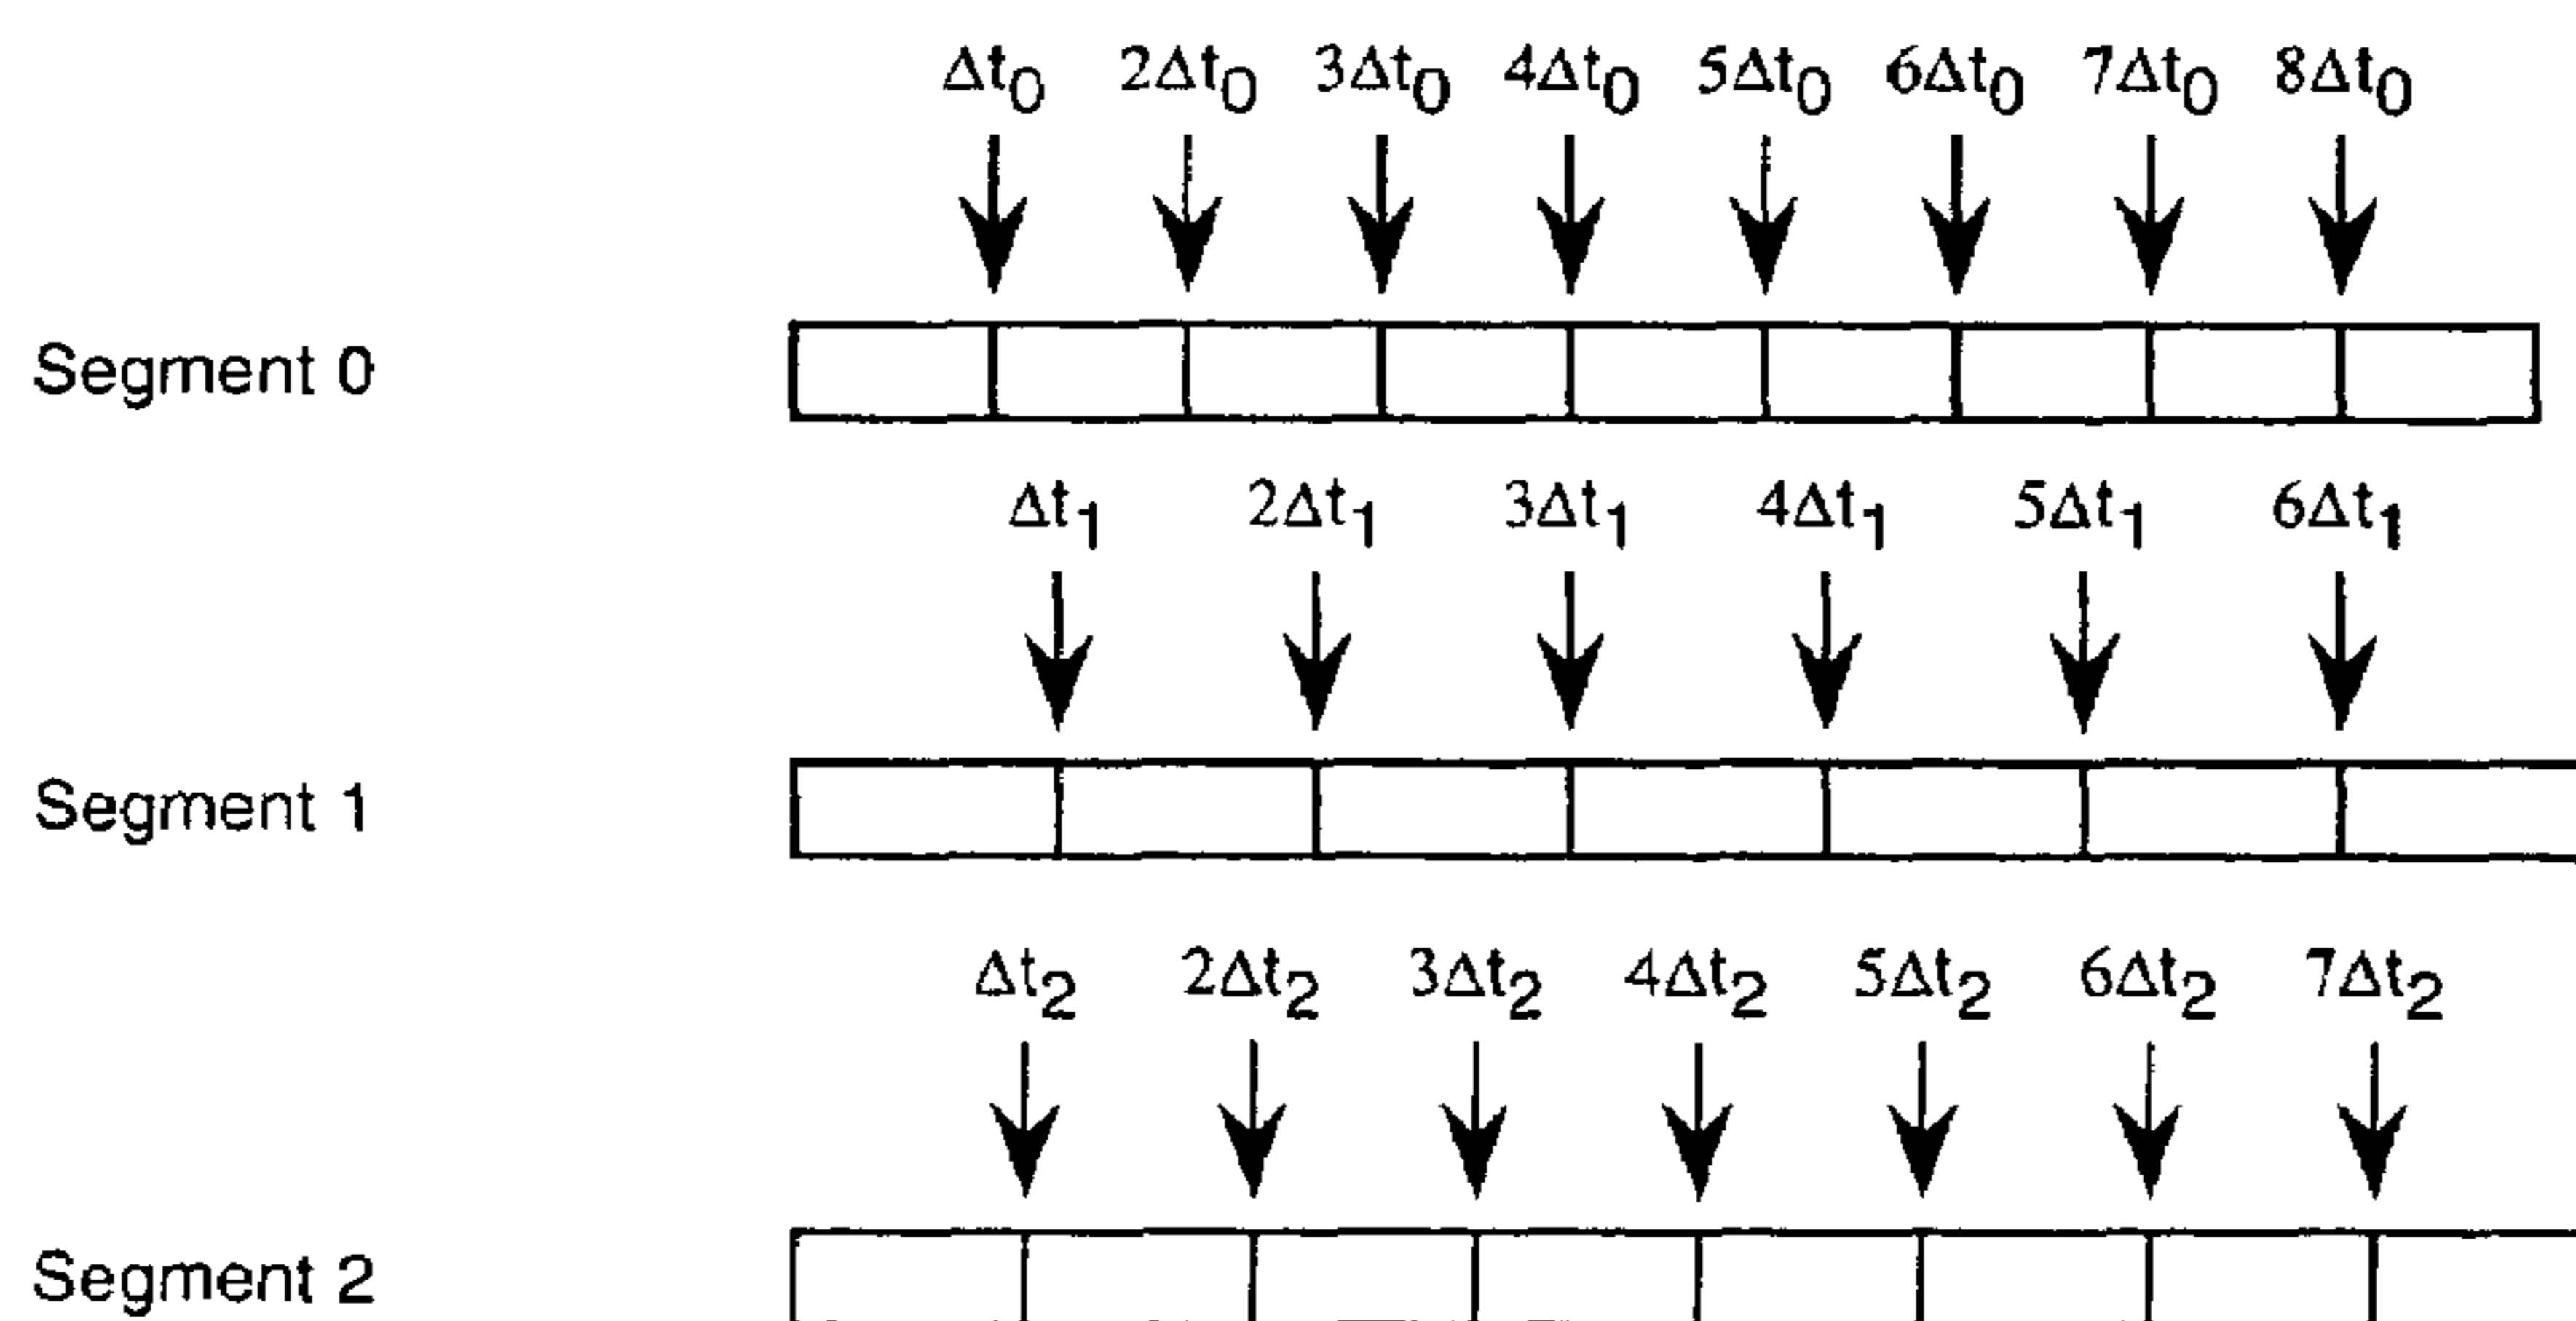 Δt₀ 2Δt₀ 3Δt₀ 4Δt₀ 5Δt₀ 6Δt₀ 7Δt₀ 8Δt₀
Segment 0
Δt₁ 2Δt₁ 3Δt₁ 4Δt₁ 5Δt₁ 6Δt₁
Segment 1
Δt₂ 2Δt₂ 3Δt₂ 4Δt₂ 5Δt₂ 6Δt₂ 7Δt₂
Segment 2